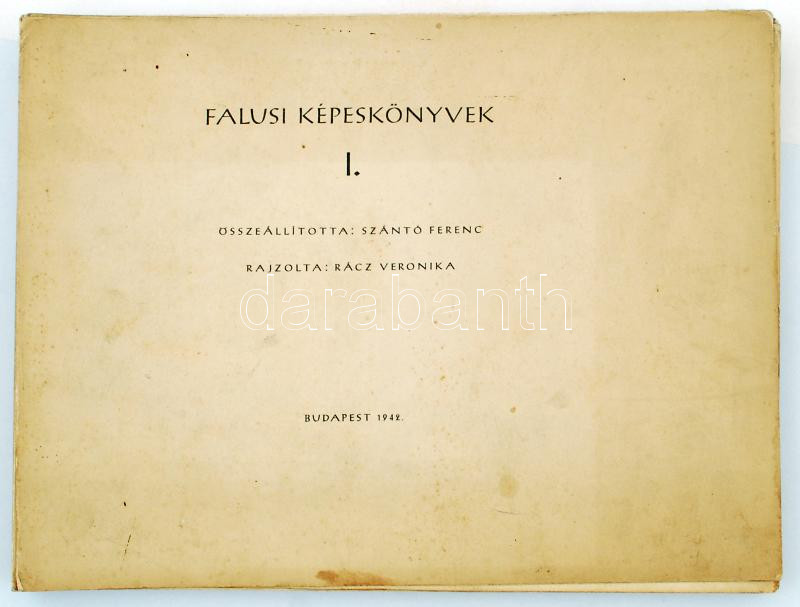 FALUSI KÉPESKÖNYVEK
I.
ÖSSZEÁLLÍTOTTA: SZÁNTÓ FERENC
RAJZOLTA: RÁCZ VERONIKA
darabanth
BUDAPEST 1942.